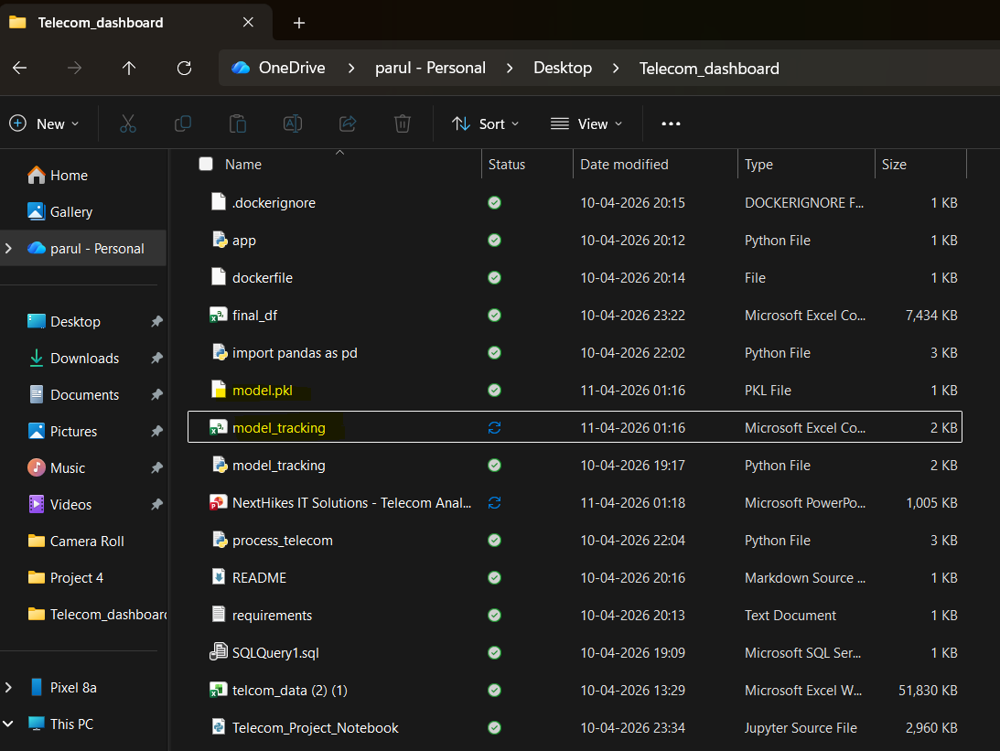 Telecom_dashboard
OneDrive > parul - Personal > Desktop > Telecom_dashboard
New Sort View
Name Status Date modified Type Size
Home
Gallery
parul - Personal
Desktop
Downloads
Documents
Pictures
Music
Videos
Camera Roll
Project 4
Telecom_dashboard
Pixel 8a
This PC
.dockerignore 10-04-2026 20:15 DOCKERIGNORE F... 1 KB
app 10-04-2026 20:12 Python File 1 KB
dockerfile 10-04-2026 20:14 File 1 KB
final_df 10-04-2026 23:22 Microsoft Excel Co... 7,434 KB
import pandas as pd 10-04-2026 22:02 Python File 3 KB
model.pkl 11-04-2026 01:16 PKL File 1 KB
model_tracking 11-04-2026 01:16 Microsoft Excel Co... 2 KB
model_tracking 10-04-2026 19:17 Python File 2 KB
NextHikes IT Solutions - Telecom Anal... 11-04-2026 01:18 Microsoft PowerPo... 1,005 KB
process_telecom 10-04-2026 22:04 Python File 3 KB
README 10-04-2026 20:16 Markdown Source ... 1 KB
requirements 10-04-2026 20:13 Text Document 1 KB
SQLQuery1.sql 10-04-2026 19:09 Microsoft SQL Ser... 1 KB
telcom_data (2) (1) 10-04-2026 13:29 Microsoft Excel W... 51,830 KB
Telecom_Project_Notebook 10-04-2026 23:34 Jupyter Source File 2,960 KB